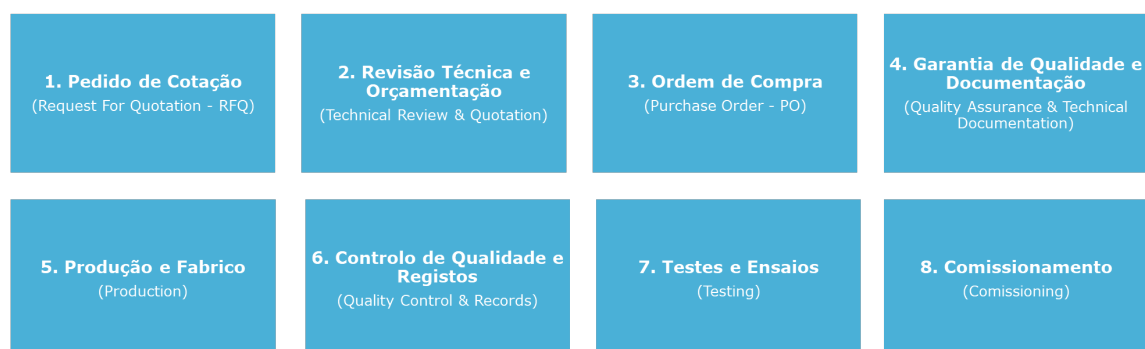 1. Pedido de Cotação
(Request For Quotation - RFQ)
2. Revisão Técnica e
Orçamentação
(Technical Review & Quotation)
3. Ordem de Compra
(Purchase Order - PO)
4. Garantia de Qualidade e
Documentação
(Quality Assurance & Technical
Documentation)
5. Produção e Fabrico
(Production)
6. Controlo de Qualidade e
Registos
(Quality Control & Records)
7. Testes e Ensaios
(Testing)
8. Comissionamento
(Comissioning)